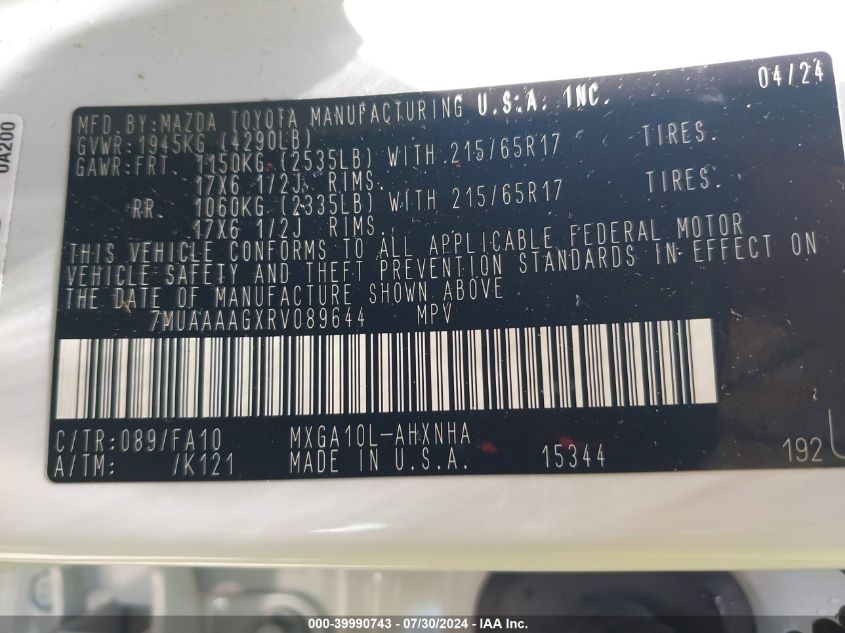 04/24
MFD.BY:MAZDA TOYOTA MANUFACTURING U.S.A. INC.
GVWR:1945KG (4290LB)
GAWR:FRT. 1150KG (2535LB) WITH 215/65R17 TIRES.
17X6 1/2J RIMS.
RR. 1060KG (2335LB) WITH 215/65R17 TIRES.
17X6 1/2J RIMS.
THIS VEHICLE CONFORMS TO ALL APPLICABLE FEDERAL MOTOR
VEHICLE SAFETY AND THEFT PREVENTION STANDARDS IN EFFECT ON
THE DATE OF MANUFACTURE SHOWN ABOVE
7MUAAAAGXRV089644 MPV
C/TR:089/FA10 MXGA10L-AHXNHA
A/TM: /K121 MADE IN U.S.A. 15344 192
0A200
000-39990743 - 07/30/2024 - IAA Inc.